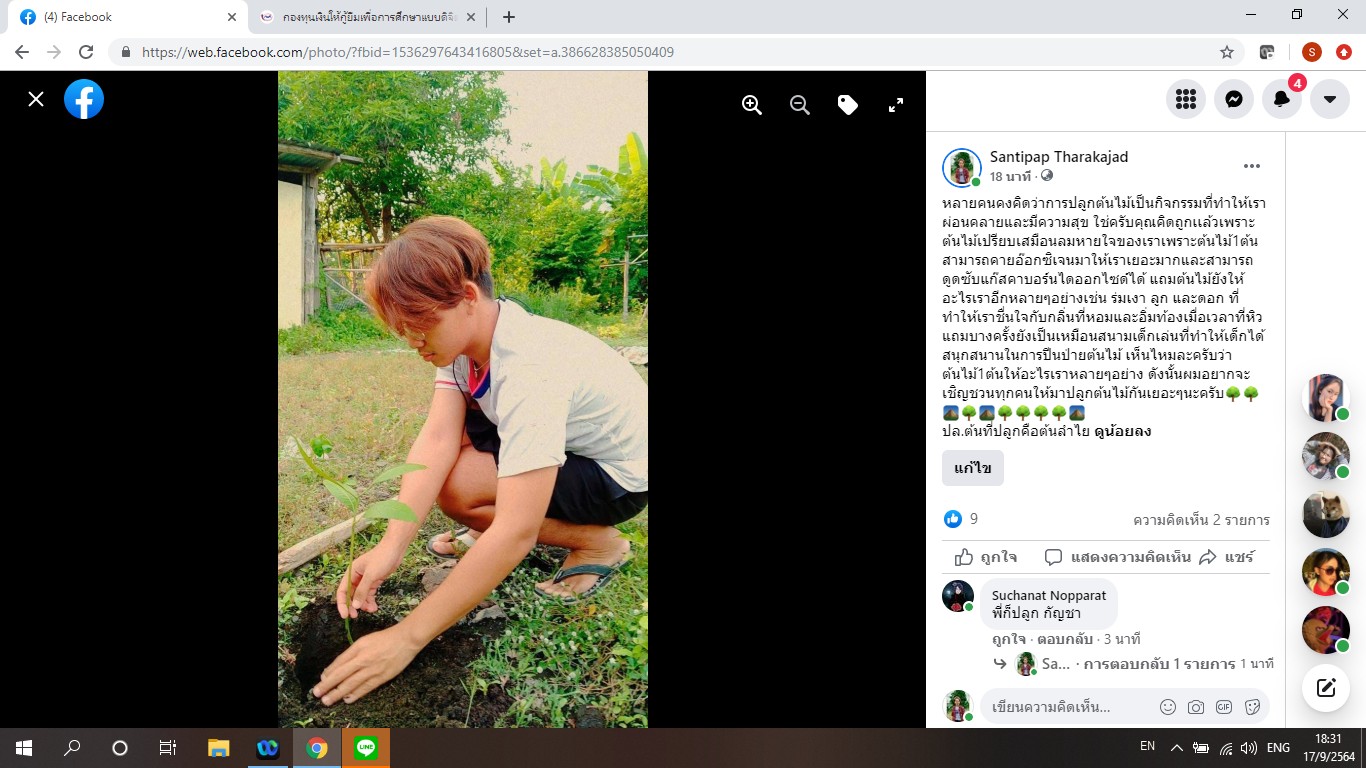 (4) Facebook
กองทุนเงินให้กู้ยืมเพื่อการศึกษาแบบดิจิ
https://web.facebook.com/photo/?fbid=1536297643416805&set=a.386628385050409
S
4
Santipap Tharakajad
18 นาที ·
หลายคนคงคิดว่าการปลูกต้นไม้เป็นกิจกรรมที่ทำให้เรา
ผ่อนคลายและมีความสุข ใช่ครับคุณคิดถูกแล้วเพราะ
ต้นไม้เปรียบเสมือนลมหายใจของเราเพราะต้นไม้1ต้น
สามารถคายอ๊อกซิเจนมาให้เราเยอะมากและสามารถ
ดูดซับแก๊สคาบอร์นไดออกไซต์ได้ แถมต้นไม้ยังให้
อะไรเราอีกหลายๆอย่างเช่น ร่มเงา ลูก และดอก ที่
ทำให้เราชื่นใจกับกลิ่นที่หอมและอิ่มท้องเมื่อเวลาที่หิว
แถมบางครั้งยังเป็นเหมือนสนามเด็กเล่นที่ทำให้เด็กได้
สนุกสนานในการปีนป่ายต้นไม้ เห็นไหมละครับว่า
ต้นไม้1ต้นให้อะไรเราหลายๆอย่าง ดังนั้นผมอยากจะ
เชิญชวนทุกคนให้มาปลูกต้นไม้กันเยอะๆนะครับ🌳🌳
🌋🌳🌋🌳🌳🌳🌳🌋
ปล.ต้นที่ปลูกคือต้นลำไย ดูน้อยลง
แก้ไข
9
ความคิดเห็น 2 รายการ
ถูกใจ
แสดงความคิดเห็น
แชร์
Suchanat Nopparat
พี่ก็ปลูก กัญชา
ถูกใจ · ตอบกลับ · 3 นาที
Sa... · การตอบกลับ 1 รายการ 1 นาที
เขียนความคิดเห็น...
GIF
EN
ENG
18:31
17/9/2564